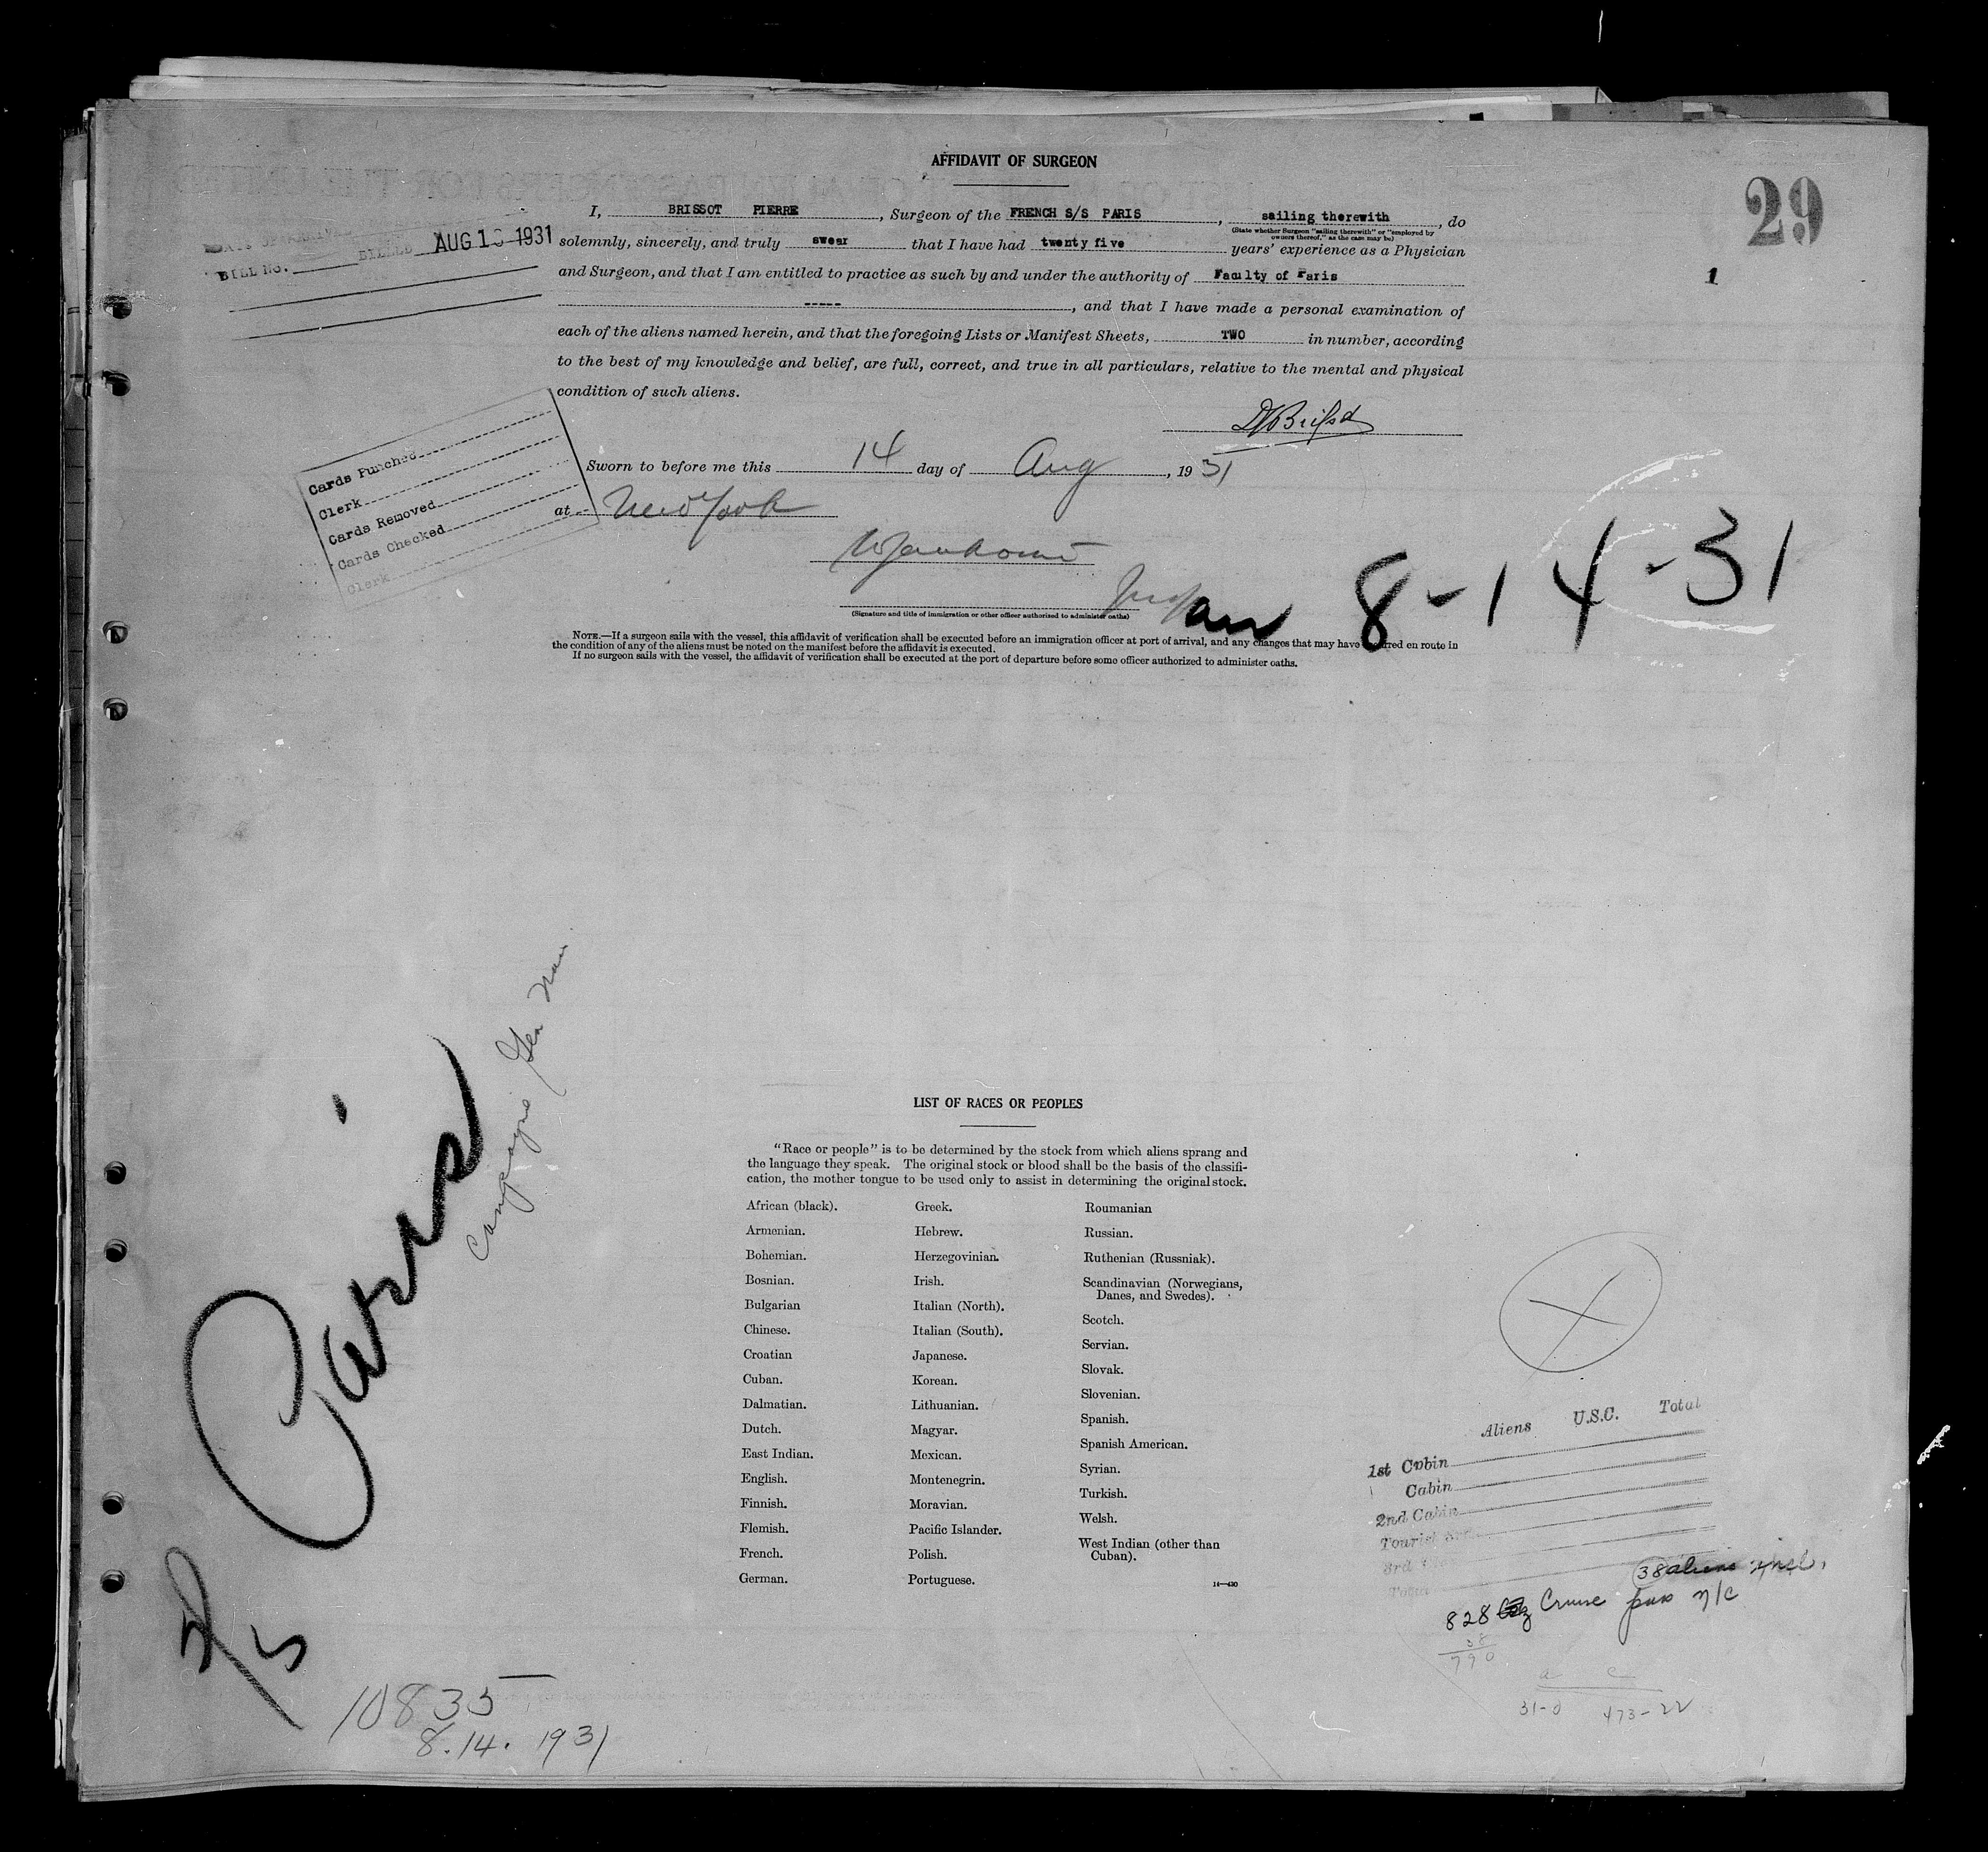 AFFIDAVIT OF SURGEON
29
1
I, BRISSOT PIERRE, Surgeon of the FRENCH S/S PARIS, sailing therewith, do
(State whether Surgeon "sailing therewith" or "employed by
owners thereof," as the case may be)
BILL NO. BILLED AUG 1 1931
solemnly, sincerely, and truly swear that I have had twenty five years' experience as a Physician
and Surgeon, and that I am entitled to practice as such by and under the authority of Faculty of Paris
-----, and that I have made a personal examination of
each of the aliens named herein, and that the foregoing Lists or Manifest Sheets, TWO in number, according
to the best of my knowledge and belief, are full, correct, and true in all particulars, relative to the mental and physical
condition of such aliens.
Cards Punched
Clerk
Cards Removed
Cards Checked
Clerk
Sworn to before me this 14 day of Aug, 1931
at New York
arr 8-14-31
(Signature and title of immigration or other officer authorized to administer oaths)
NOTE.—If a surgeon sails with the vessel, this affidavit of verification shall be executed before an immigration officer at port of arrival, and any changes that may have occurred en route in
the condition of any of the aliens must be noted on the manifest before the affidavit is executed.
If no surgeon sails with the vessel, the affidavit of verification shall be executed at the port of departure before some officer authorized to administer oaths.
Paris
10835
8.14.1931
LIST OF RACES OR PEOPLES
"Race or people" is to be determined by the stock from which aliens sprang and
the language they speak. The original stock or blood shall be the basis of the classifi-
cation, the mother tongue to be used only to assist in determining the original stock.
African (black).
Armenian.
Bohemian.
Bosnian.
Bulgarian
Chinese.
Croatian
Cuban.
Dalmatian.
Dutch.
East Indian.
English.
Finnish.
Flemish.
French.
German.
Greek.
Hebrew.
Herzegovinian.
Irish.
Italian (North).
Italian (South).
Japanese.
Korean.
Lithuanian.
Magyar.
Mexican.
Montenegrin.
Moravian.
Pacific Islander.
Polish.
Portuguese.
Roumanian
Russian.
Ruthenian (Russniak).
Scandinavian (Norwegians,
Danes, and Swedes).
Scotch.
Servian.
Slovak.
Slovenian.
Spanish.
Spanish American.
Syrian.
Turkish.
Welsh.
West Indian (other than
Cuban).
14—430
Aliens U.S.C. Total
1st Cabin
Cabin
2nd Cabin
Tourist
3rd
38 aliens incl.
828 Cruise pass n/c
38
790
a c
31-0 473-22